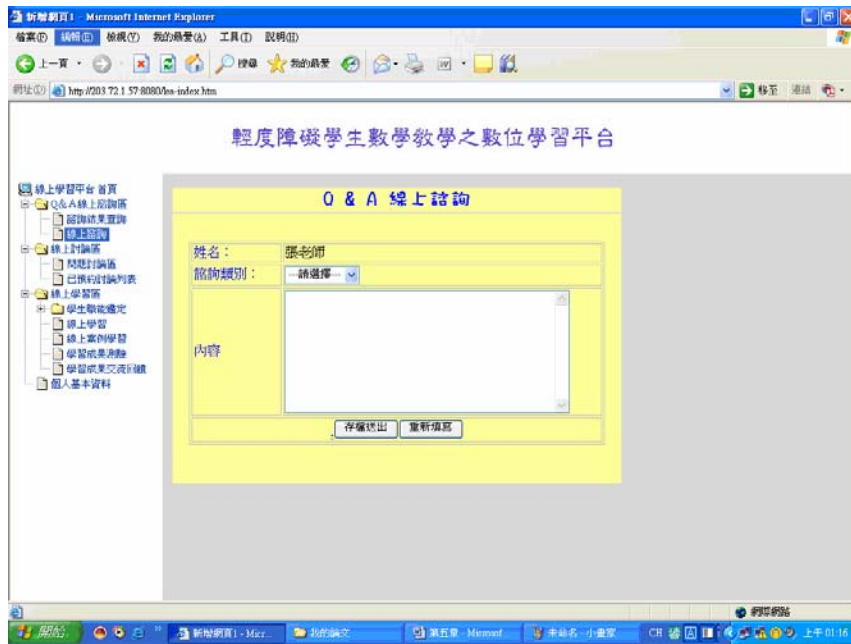 新增網頁1 - Microsoft Internet Explorer
檔案(F) 編輯(E) 檢視(V) 我的最愛(A) 工具(T) 說明(H)
上一頁 搜尋 我的最愛
網址(D) http://203.72.1.57:8080/les-index.htm 移至 連結
輕度障礙學生數學教學之數位學習平台
線上學習平台 首頁
Q&A線上諮詢區
諮詢結果查詢
線上諮詢
線上討論區
問題討論區
已預約討論列表
線上學習區
學生職能鑑定
線上學習
線上案例學習
學習成果測驗
學習成果交流回饋
個人基本資料
Q & A 線上諮詢
姓名： 張老師
諮詢類別： ---請選擇---
內容
存檔送出 重新填寫
網際網路
開始 新增網頁1 - Micr... 我的論文 第五章 - Microsof... 未命名 - 小畫家 CH 上午 01:16